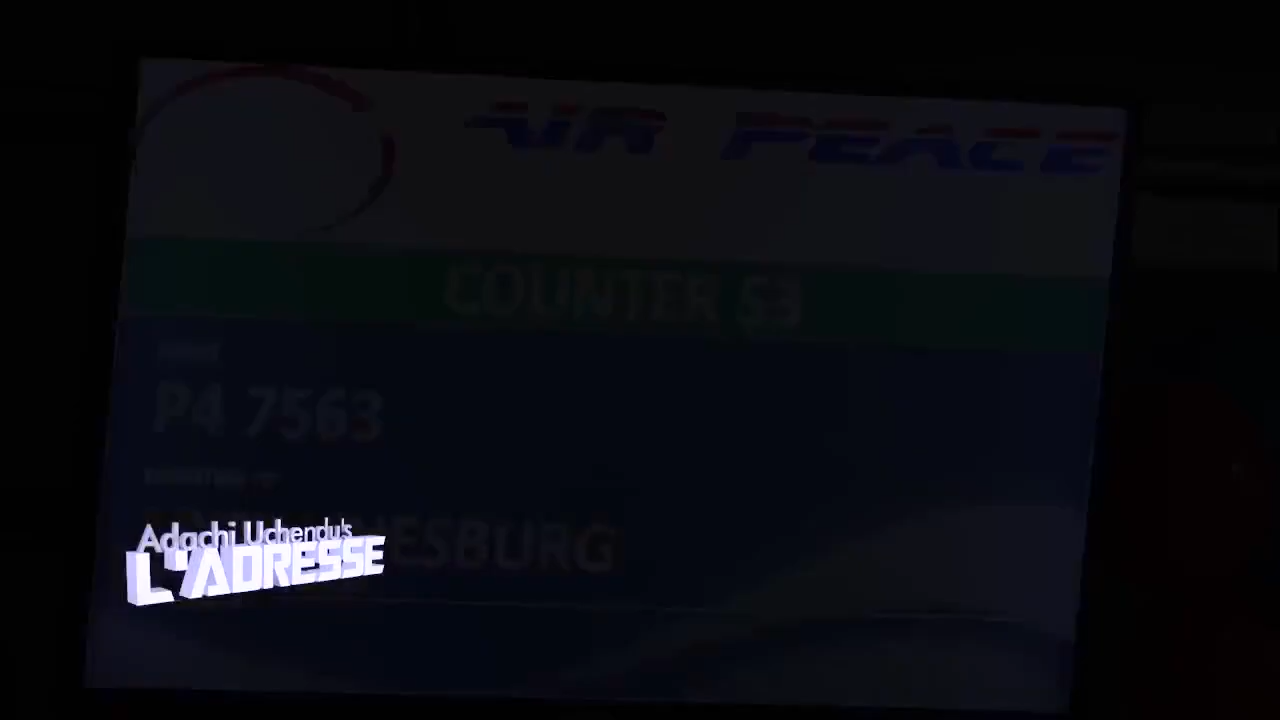 AIR PEACE
COUNTER 53
P4 7563
Adachi Uchendu's
L'ADRESSE